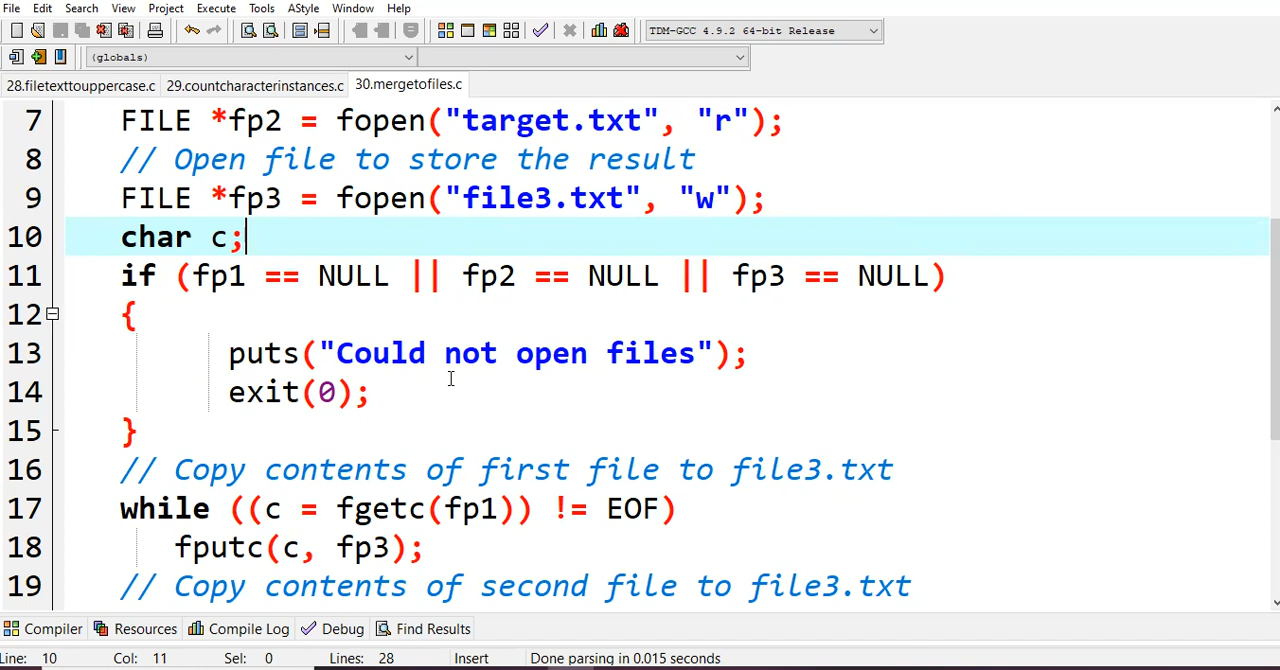 File Edit Search View Project Execute Tools AStyle Window Help
TDM-GCC 4.9.2 64-bit Release
(globals)
28.filetexttouppercase.c 29.countcharacterinstances.c 30.mergetofiles.c
7 FILE *fp2 = fopen("target.txt", "r");
8 // Open file to store the result
9 FILE *fp3 = fopen("file3.txt", "w");
10 char c;
11 if (fp1 == NULL || fp2 == NULL || fp3 == NULL)
12 {
13 puts("Could not open files");
14 exit(0);
15 }
16 // Copy contents of first file to file3.txt
17 while ((c = fgetc(fp1)) != EOF)
18 fputc(c, fp3);
19 // Copy contents of second file to file3.txt
Compiler Resources Compile Log Debug Find Results
Line: 10 Col: 11 Sel: 0 Lines: 28 Insert Done parsing in 0.015 seconds